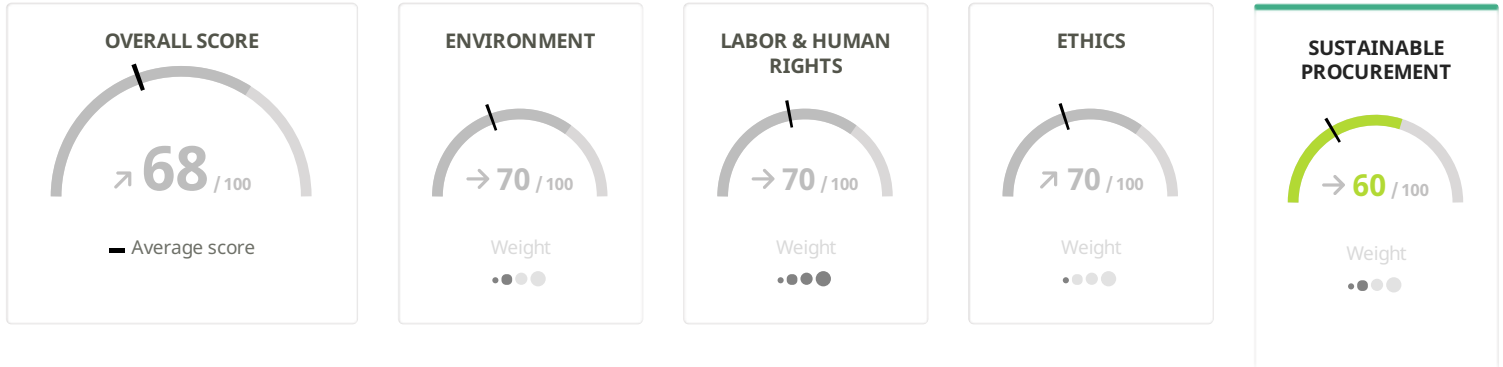 OVERALL SCORE
↗ 68 / 100
Average score
ENVIRONMENT
→ 70 / 100
Weight
LABOR & HUMAN
RIGHTS
→ 70 / 100
Weight
ETHICS
↗ 70 / 100
Weight
SUSTAINABLE
PROCUREMENT
→ 60 / 100
Weight